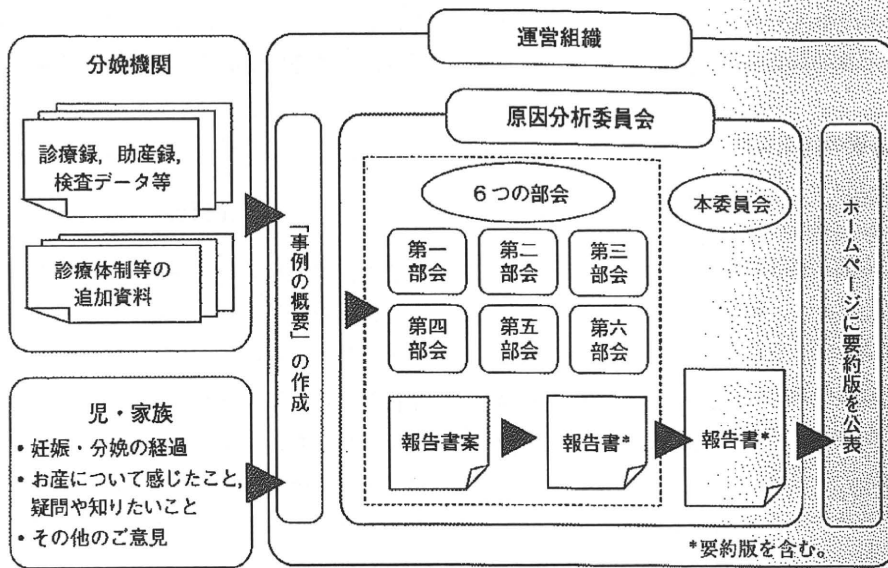 運営組織
分娩機関
診療録，助産録，
検査データ等
診療体制等の
追加資料
児・家族
• 妊娠・分娩の経過
• お産について感じたこと，
疑問や知りたいこと
• その他のご意見
「事例の概要」の作成
原因分析委員会
6つの部会
本委員会
第一
部会
第二
部会
第三
部会
第四
部会
第五
部会
第六
部会
報告書案
報告書*
報告書*
ホームページに要約版を公表
*要約版を含む。